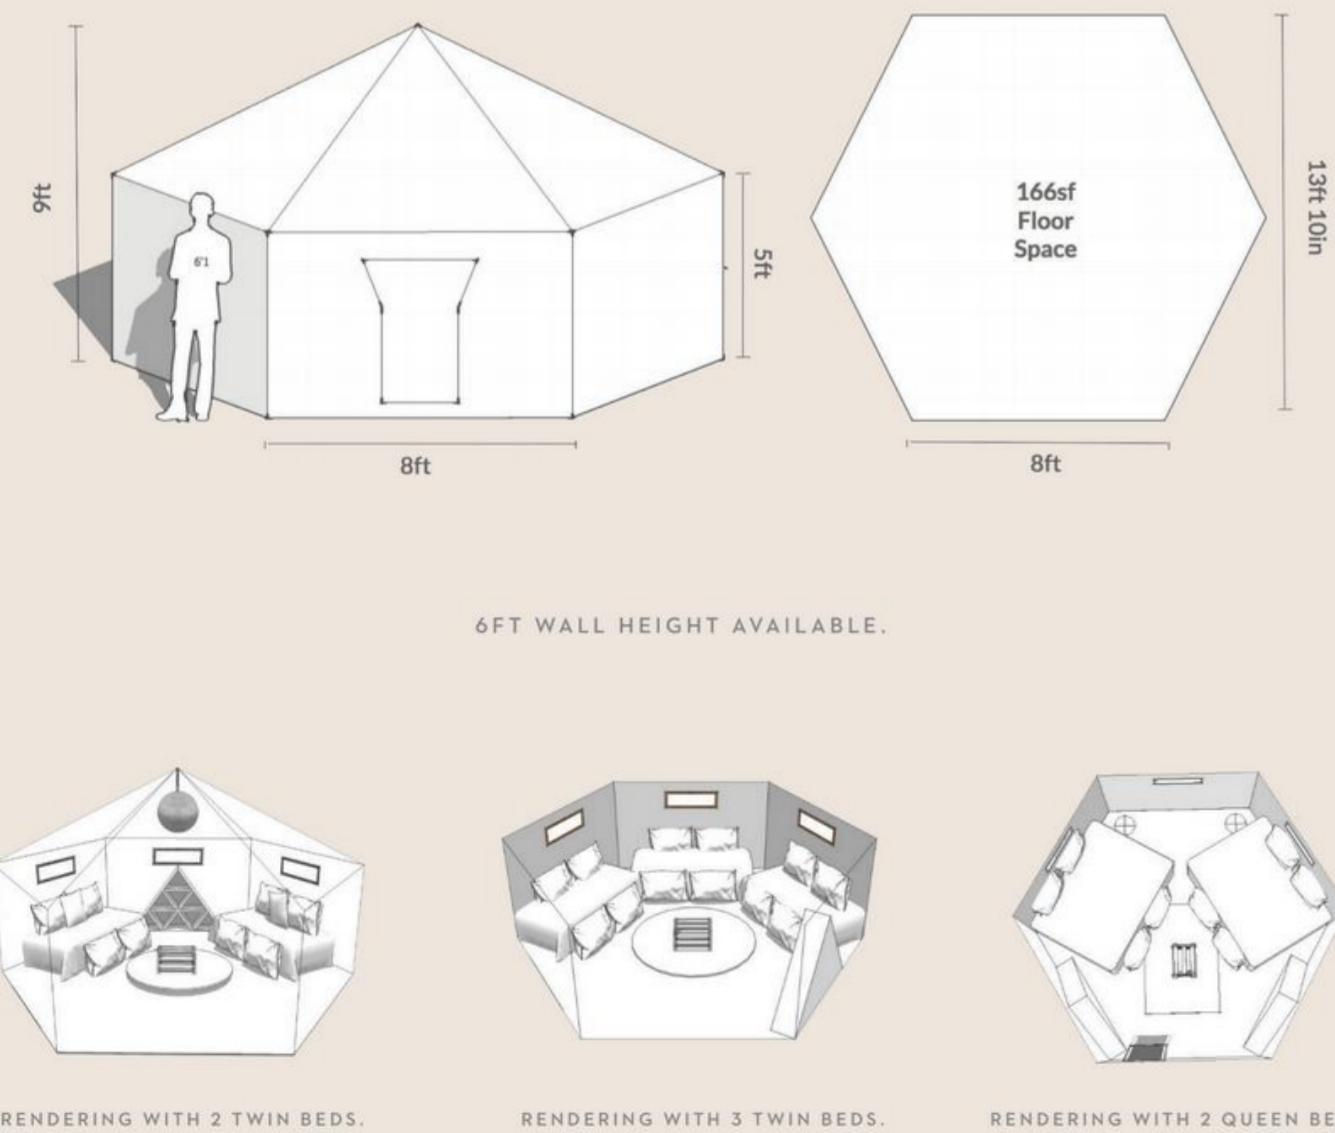 9ft
6'1
5ft
8ft
166sf
Floor
Space
13ft 10in
8ft
6FT WALL HEIGHT AVAILABLE.
RENDERING WITH 2 TWIN BEDS.
RENDERING WITH 3 TWIN BEDS.
RENDERING WITH 2 QUEEN BE